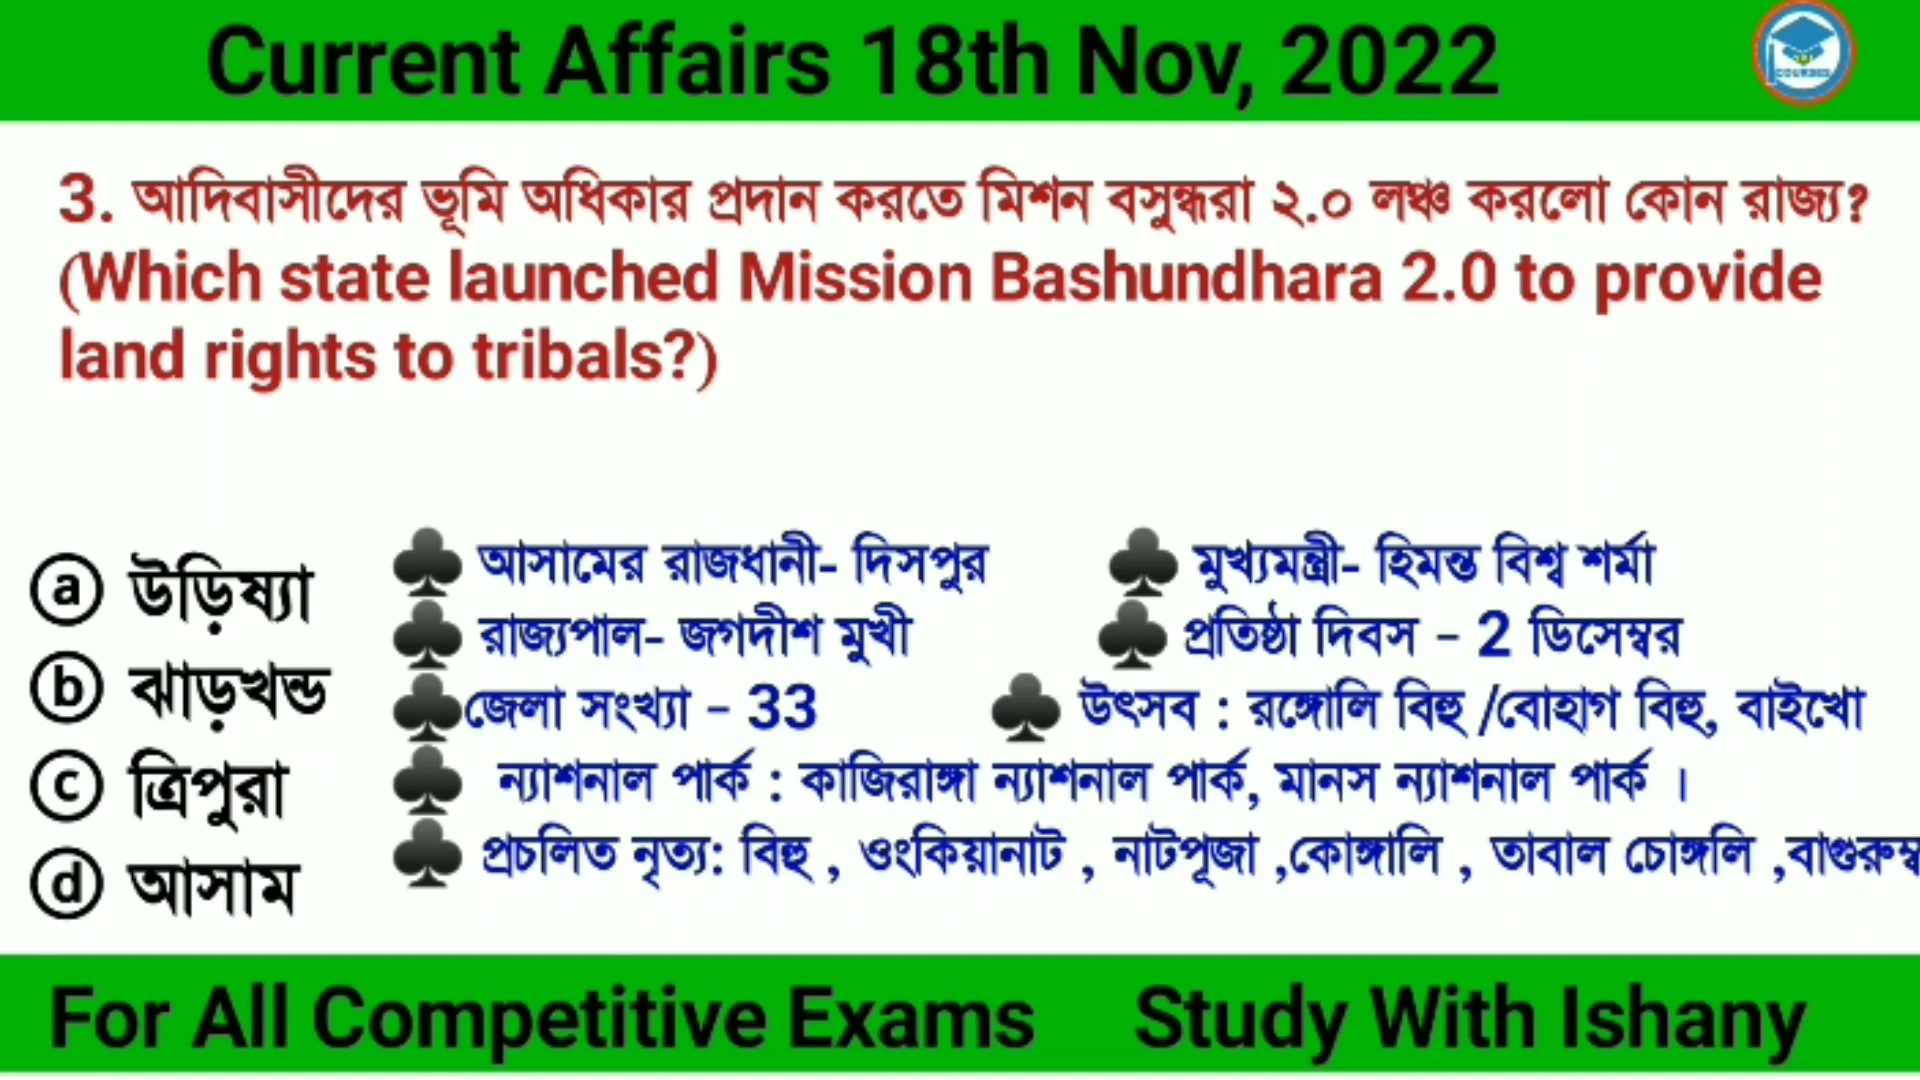 Current Affairs 18th Nov, 2022
COURSES
3. আদিবাসীদের ভূমি অধিকার প্রদান করতে মিশন বসুন্ধরা ২.০ লঞ্চ করলো কোন রাজ্য?
(Which state launched Mission Bashundhara 2.0 to provide
land rights to tribals?)
ⓐ উড়িষ্যা
ⓑ ঝাড়খন্ড
ⓒ ত্রিপুরা
ⓓ আসাম
♣ আসামের রাজধানী- দিসপুর ♣ মুখ্যমন্ত্রী- হিমন্ত বিশ্ব শর্মা
♣ রাজ্যপাল- জগদীশ মুখী ♣ প্রতিষ্ঠা দিবস - 2 ডিসেম্বর
♣জেলা সংখ্যা - 33 ♣ উৎসব : রঙ্গোলি বিহু /বোহাগ বিহু, বাইখো
♣ ন্যাশনাল পার্ক : কাজিরাঙ্গা ন্যাশনাল পার্ক, মানস ন্যাশনাল পার্ক ।
♣ প্রচলিত নৃত্য: বিহু , ওংকিয়ানাট , নাটপূজা ,কোঙ্গালি , তাবাল চোঙ্গলি ,বাগুরুম্ব
For All Competitive Exams Study With Ishany